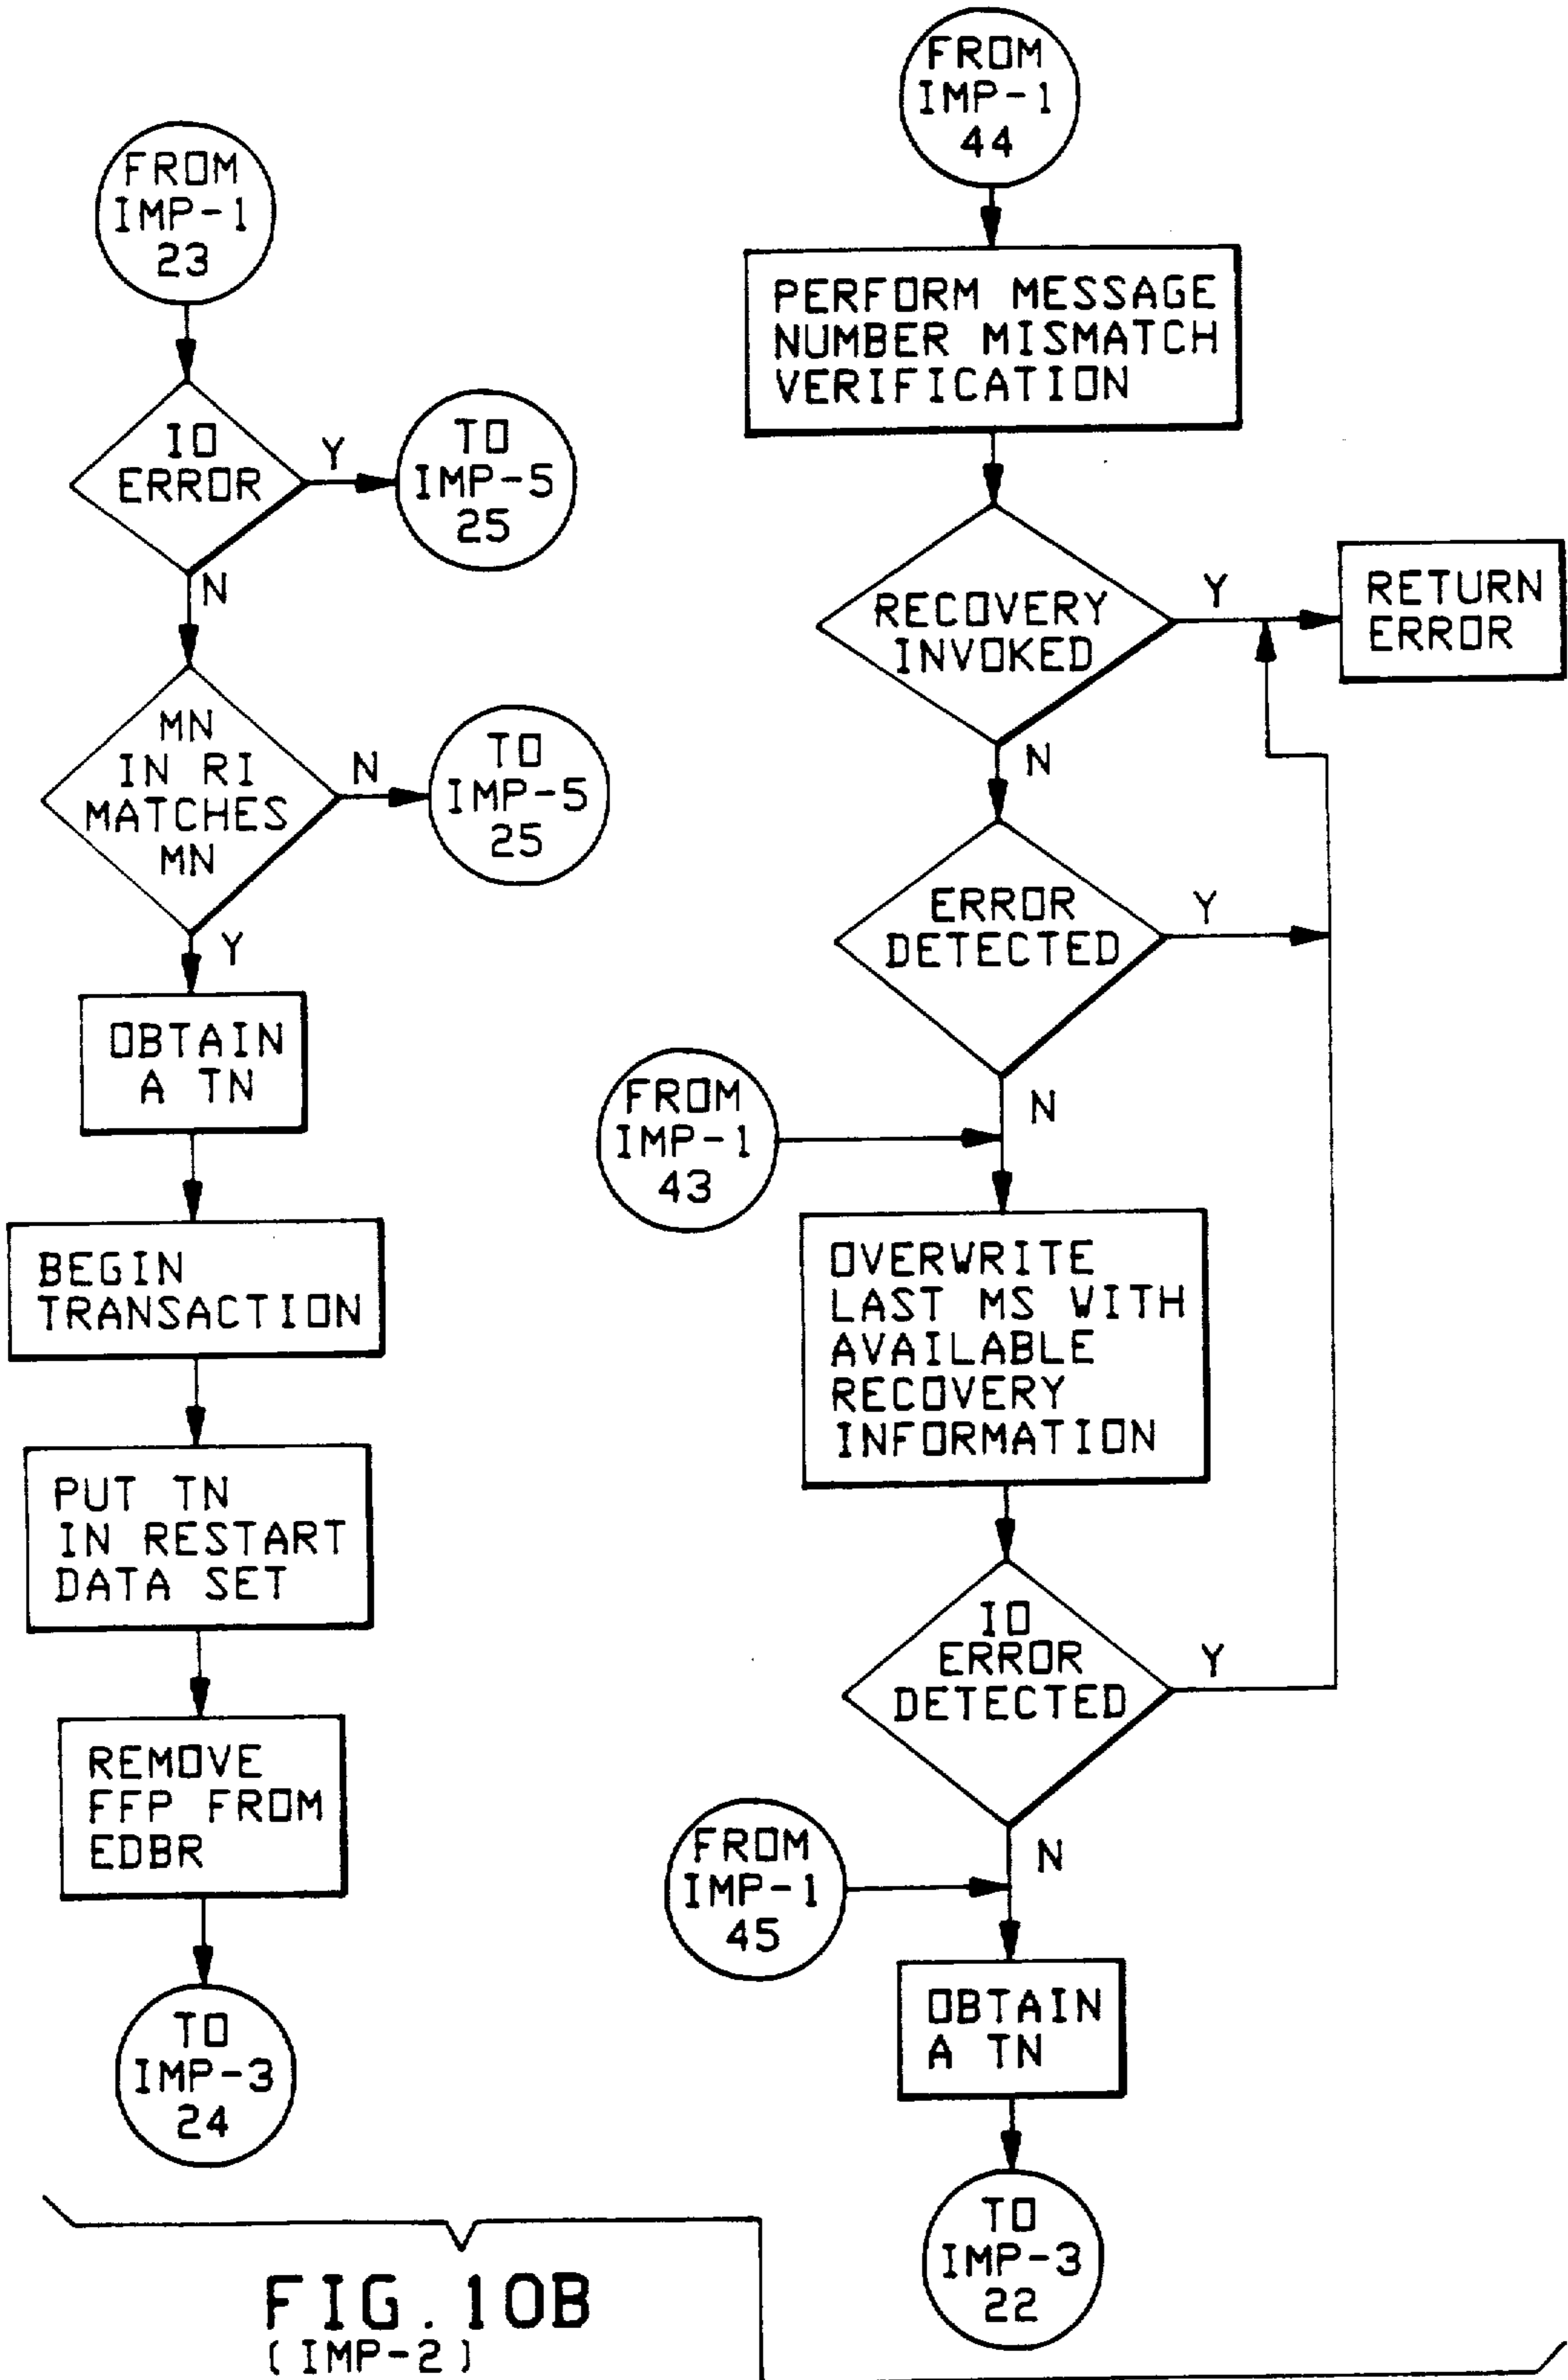 FROM
IMP-1
23
IO
ERROR
Y
TO
IMP-5
25
N
MN
IN RI
MATCHES
MN
N
TO
IMP-5
25
Y
OBTAIN
A TN
BEGIN
TRANSACTION
PUT TN
IN RESTART
DATA SET
REMOVE
FFP FROM
EDBR
TO
IMP-3
24
FROM
IMP-1
44
PERFORM MESSAGE
NUMBER MISMATCH
VERIFICATION
RECOVERY
INVOKED
Y
RETURN
ERROR
N
ERROR
DETECTED
Y
N
FROM
IMP-1
43
OVERWRITE
LAST MS WITH
AVAILABLE
RECOVERY
INFORMATION
IO
ERROR
DETECTED
Y
N
FROM
IMP-1
45
OBTAIN
A TN
TO
IMP-3
22
FIG. 10B
(IMP-2)